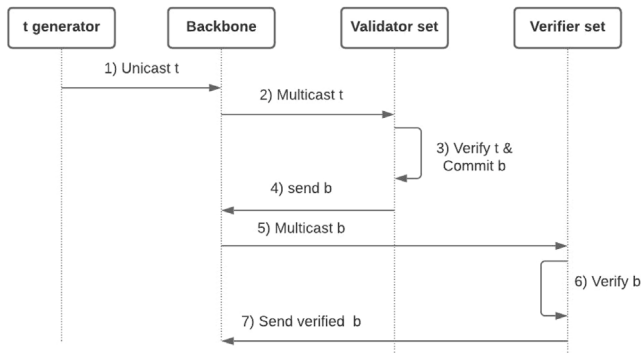 t generator
Backbone
Validator set
Verifier set
1) Unicast t
2) Multicast t
3) Verify t &
Commit b
4) send b
5) Multicast b
6) Verify b
7) Send verified b